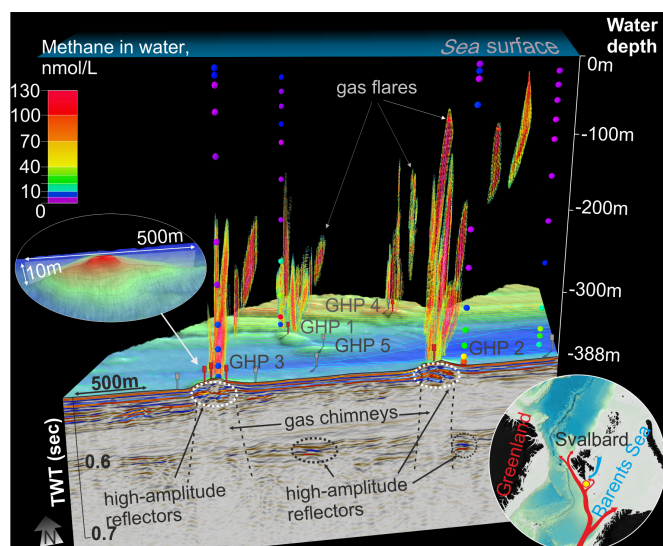 Methane in water,
nmol/L
Sea surface
Water
depth
130
100
70
40
10
0
gas flares
0m
-100m
-200m
-300m
-388m
500m
10m
GHP 4
GHP 1
GHP 5
GHP 3
GHP 2
500m
gas chimneys
TWT (sec)
0.6
0.7
high-amplitude
reflectors
high-amplitude
reflectors
N
Greenland
Svalbard
Barents Sea